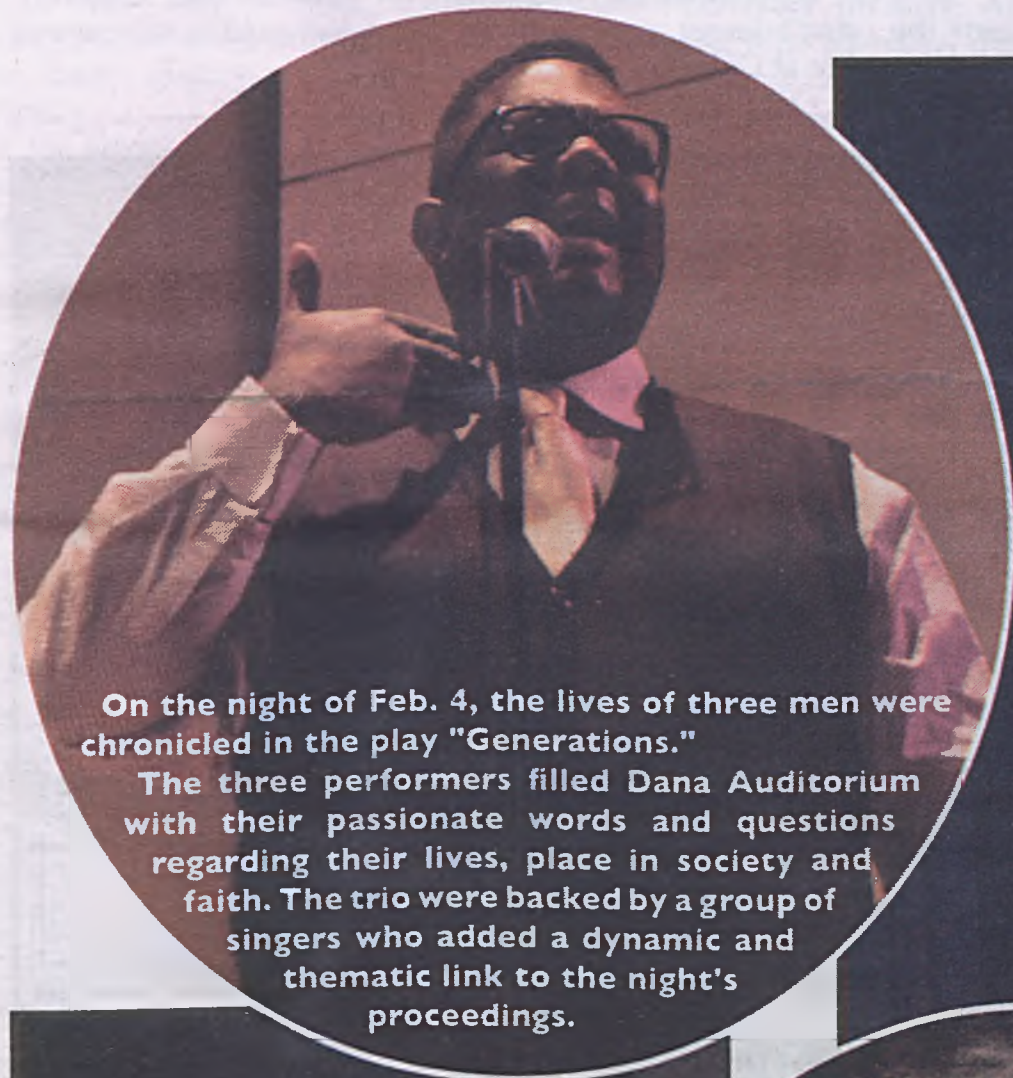 On the night of Feb. 4, the lives of three men were
chronicled in the play "Generations."
The three performers filled Dana Auditorium
with their passionate words and questions
regarding their lives, place in society and
faith. The trio were backed by a group of
singers who added a dynamic and
thematic link to the night's
proceedings.